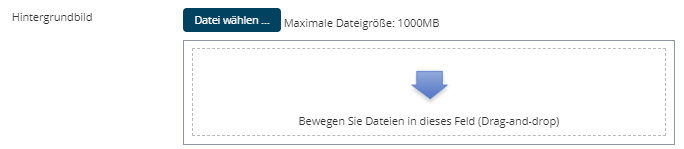 Hintergrundbild
Datei wählen ... Maximale Dateigröße: 1000MB
Bewegen Sie Dateien in dieses Feld (Drag-and-drop)